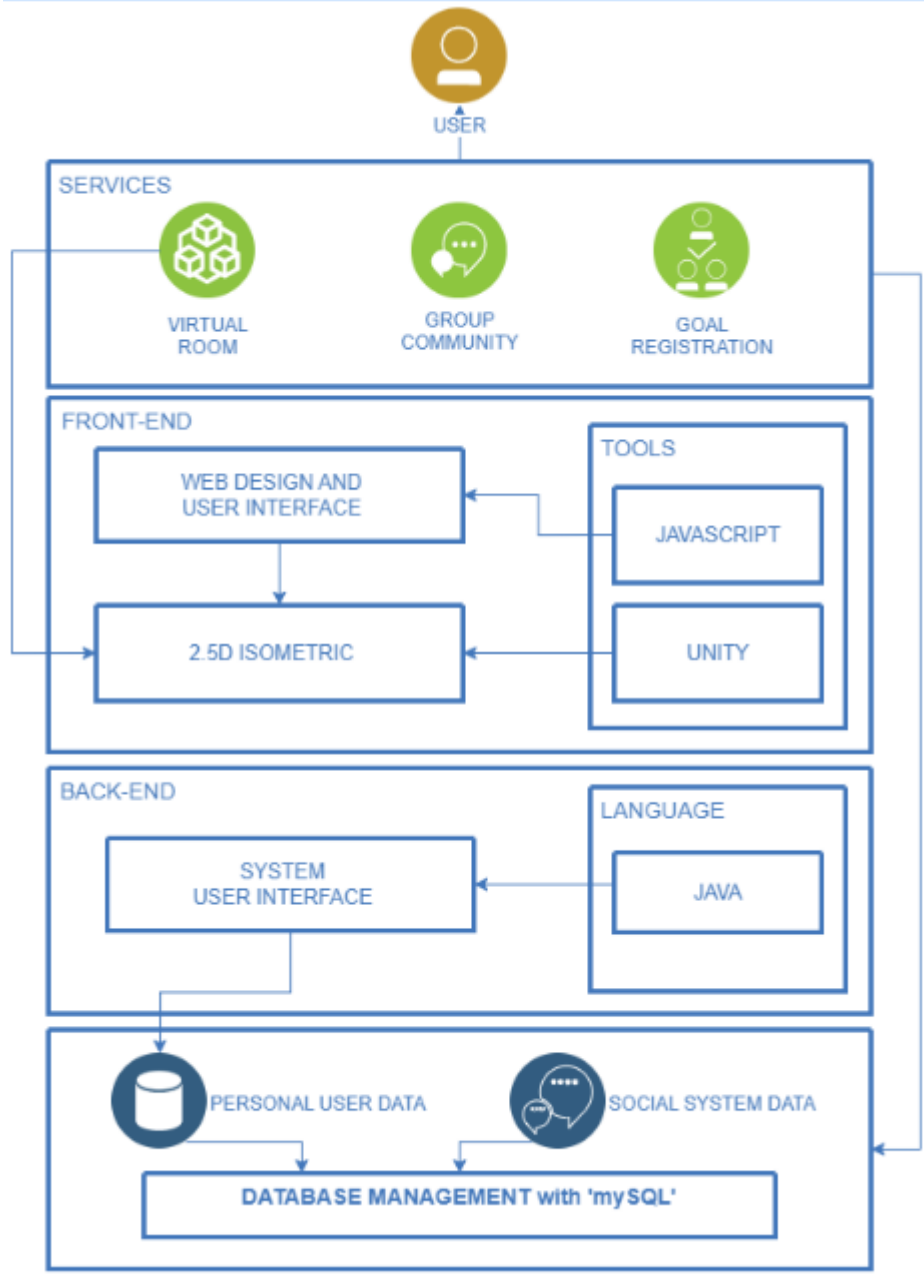 USER
SERVICES
VIRTUAL
ROOM
GROUP
COMMUNITY
GOAL
REGISTRATION
FRONT-END
TOOLS
WEB DESIGN AND
USER INTERFACE
JAVASCRIPT
2.5D ISOMETRIC
UNITY
BACK-END
LANGUAGE
SYSTEM
USER INTERFACE
JAVA
PERSONAL USER DATA
SOCIAL SYSTEM DATA
DATABASE MANAGEMENT with 'mySQL'